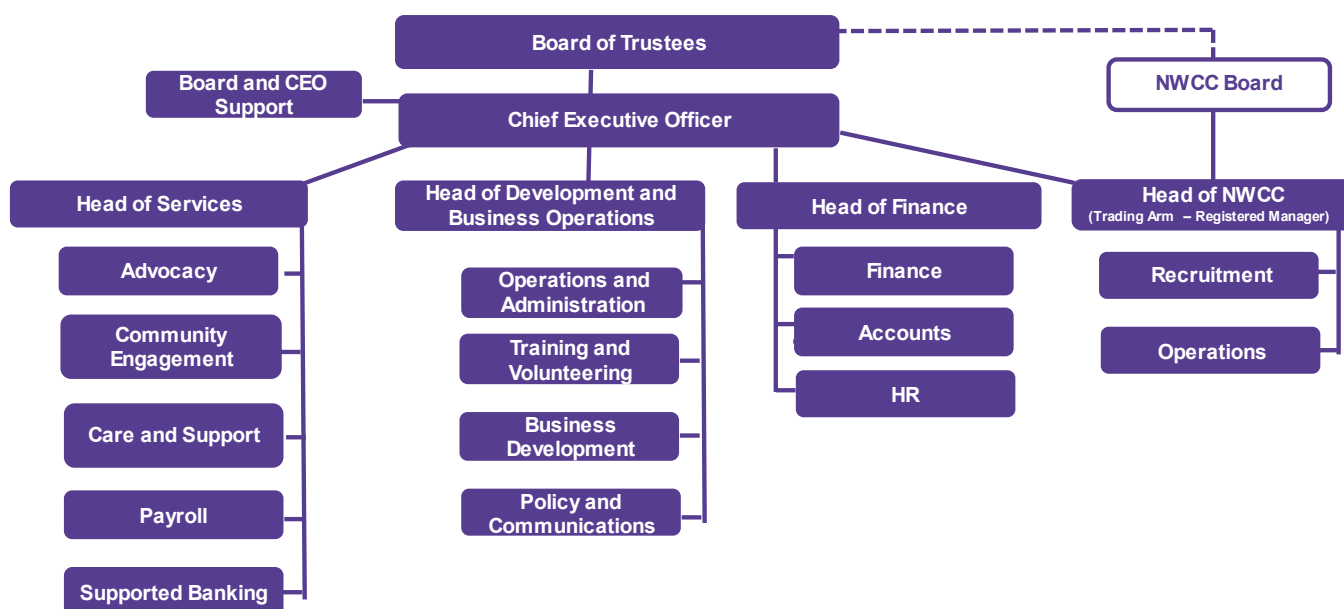 Board of Trustees
Board and CEO
Support
NWCC Board
Chief Executive Officer
Head of Services
Head of Development and
Business Operations
Head of Finance
Head of NWCC
(Trading Arm – Registered Manager)
Advocacy
Community
Engagement
Care and Support
Payroll
Supported Banking
Operations and
Administration
Training and
Volunteering
Business
Development
Policy and
Communications
Finance
Accounts
HR
Recruitment
Operations